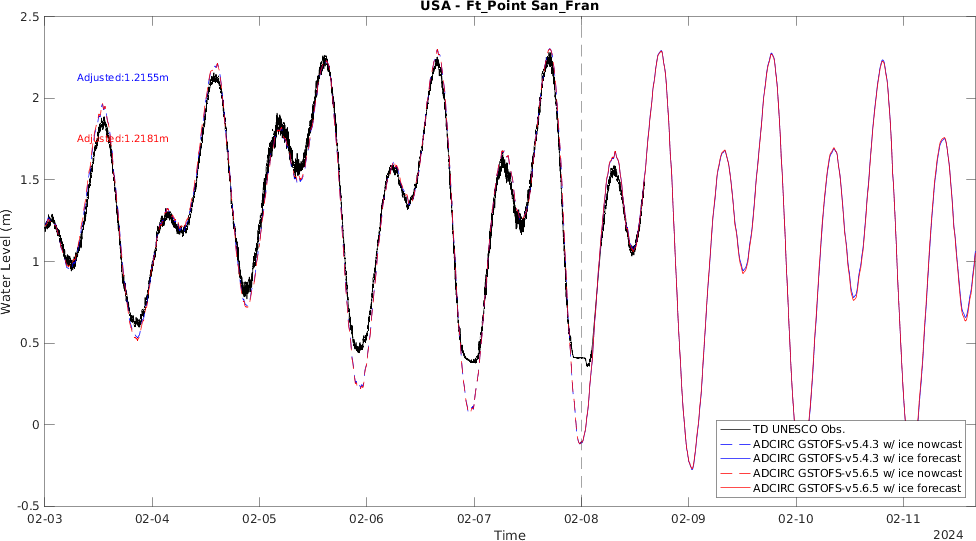 USA - Ft_Point San_Fran
2.5
Adjusted:1.2155m
2
Adjusted:1.2181m
1.5
Water Level (m)
1
0.5
0
-0.5
TD UNESCO Obs.
ADCIRC GSTOFS-v5.4.3 w/ ice nowcast
ADCIRC GSTOFS-v5.4.3 w/ ice forecast
ADCIRC GSTOFS-v5.6.5 w/ ice nowcast
ADCIRC GSTOFS-v5.6.5 w/ ice forecast
02-03 02-04 02-05 02-06 02-07 02-08 02-09 02-10 02-11
Time
2024